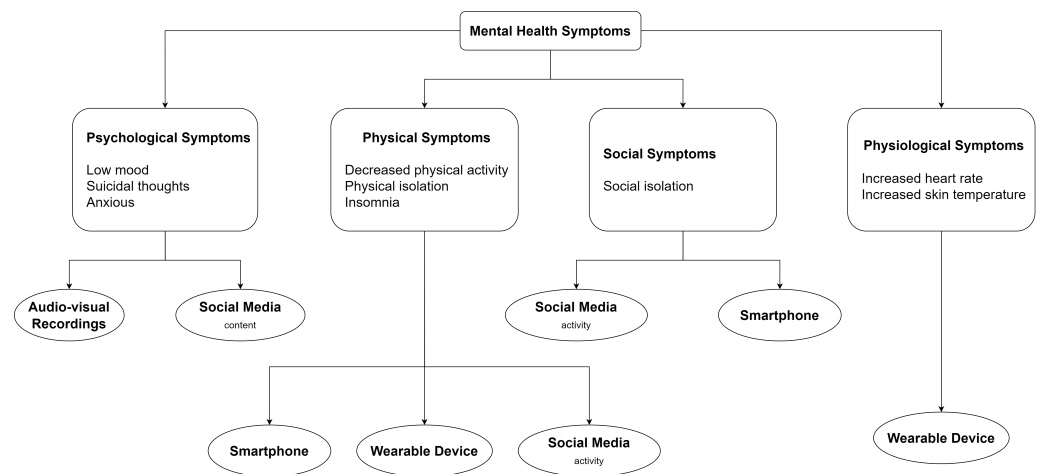 Mental Health Symptoms
Psychological Symptoms
Low mood
Suicidal thoughts
Anxious
Physical Symptoms
Decreased physical activity
Physical isolation
Insomnia
Social Symptoms
Social isolation
Physiological Symptoms
Increased heart rate
Increased skin temperature
Audio-visual
Recordings
Social Media
content
Social Media
activity
Smartphone
Smartphone
Wearable Device
Social Media
activity
Wearable Device